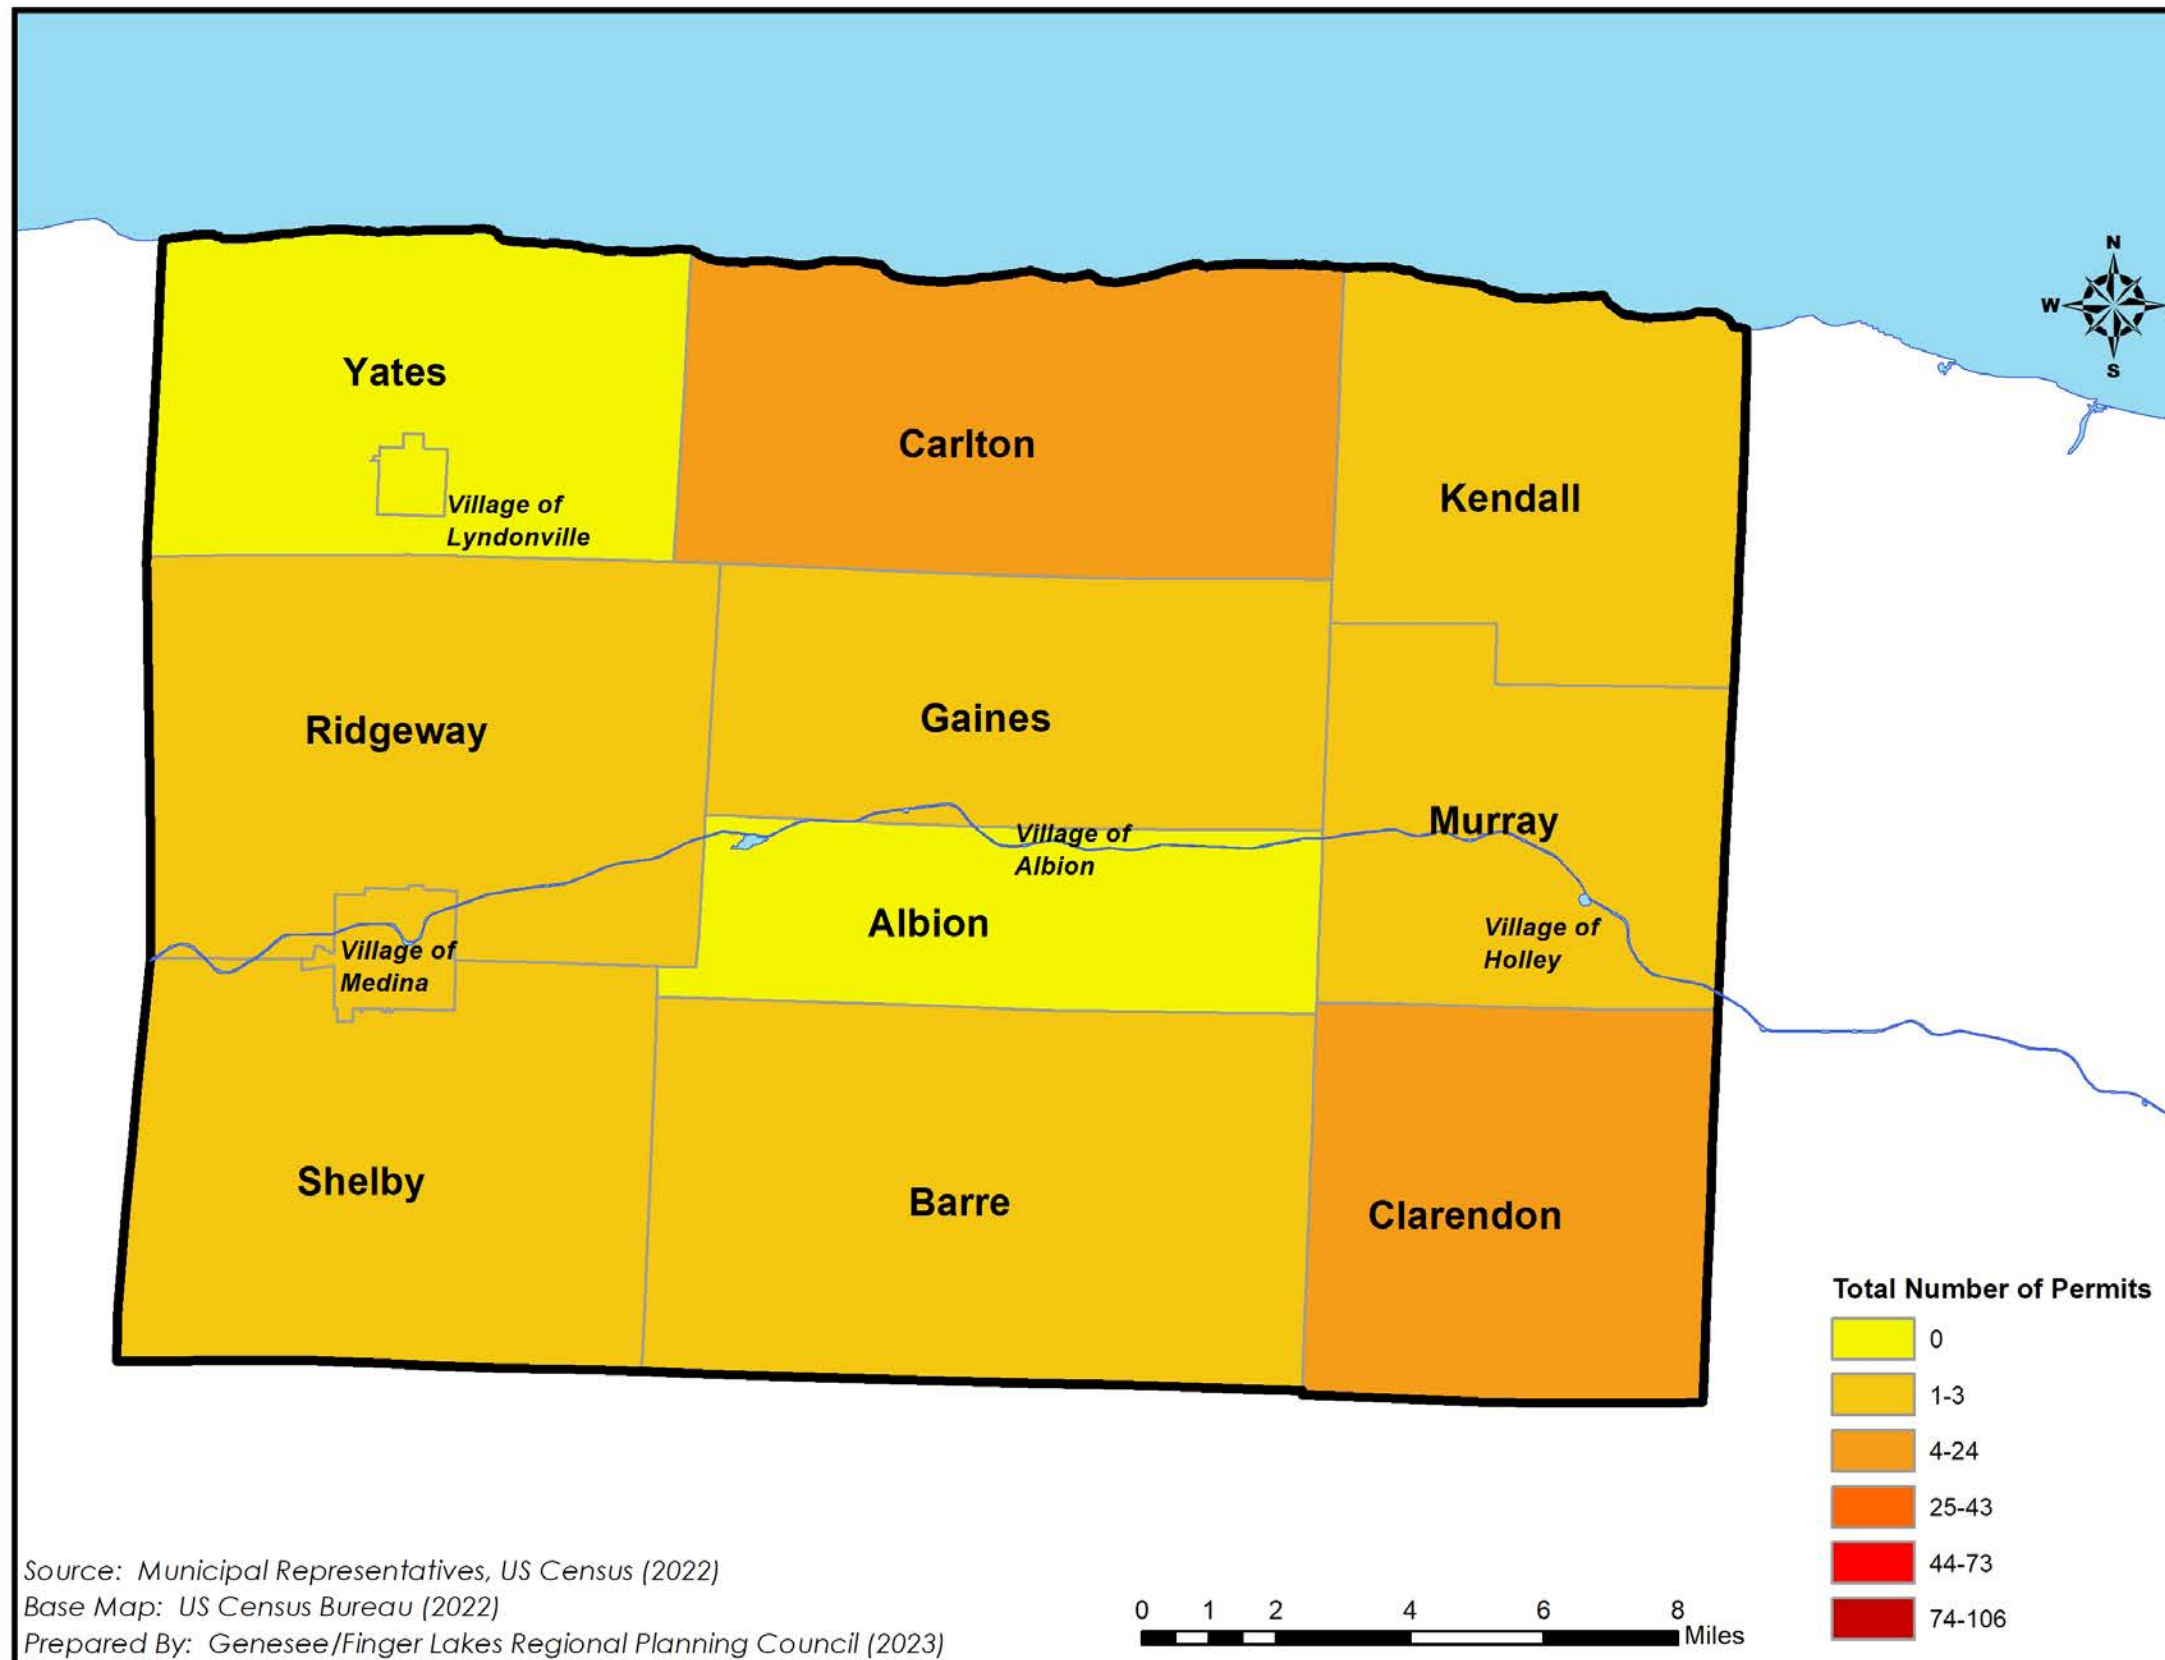 N
W
S
Yates
Carlton
Kendall
Village of
Lyndonville
Ridgeway
Gaines
Murray
Village of
Albion
Albion
Village of
Holley
Village of
Medina
Shelby
Barre
Clarendon
Total Number of Permits
0
1-3
4-24
25-43
44-73
74-106
Source: Municipal Representatives, US Census (2022)
Base Map: US Census Bureau (2022)
Prepared By: Genesee/Finger Lakes Regional Planning Council (2023)
0 1 2 4 6 8
Miles